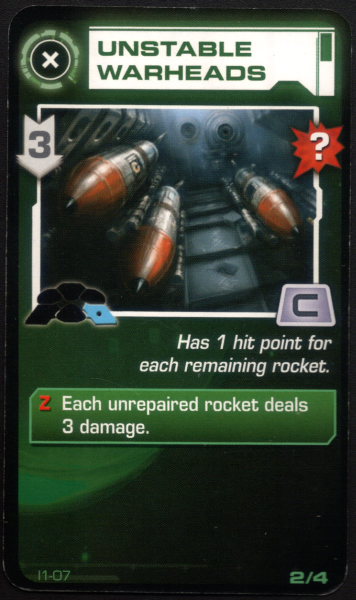 UNSTABLE
WARHEADS
3
?
C
Has 1 hit point for
each remaining rocket.
Z Each unrepaired rocket deals
3 damage.
I1-07
2/4